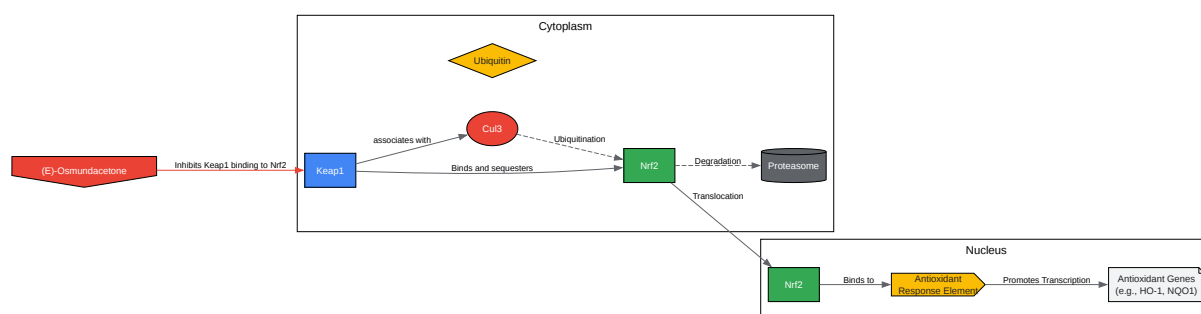 Cytoplasm
Ubiquitin
Cul3
associates with
Ubiquitination
(E)-Osmundacetone
Inhibits Keap1 binding to Nrf2
Keap1
Binds and sequesters
Nrf2
Degradation
Proteasome
Translocation
Nucleus
Nrf2
Binds to
Antioxidant
Response Element
Promotes Transcription
Antioxidant Genes
(e.g., HO-1, NQO1)